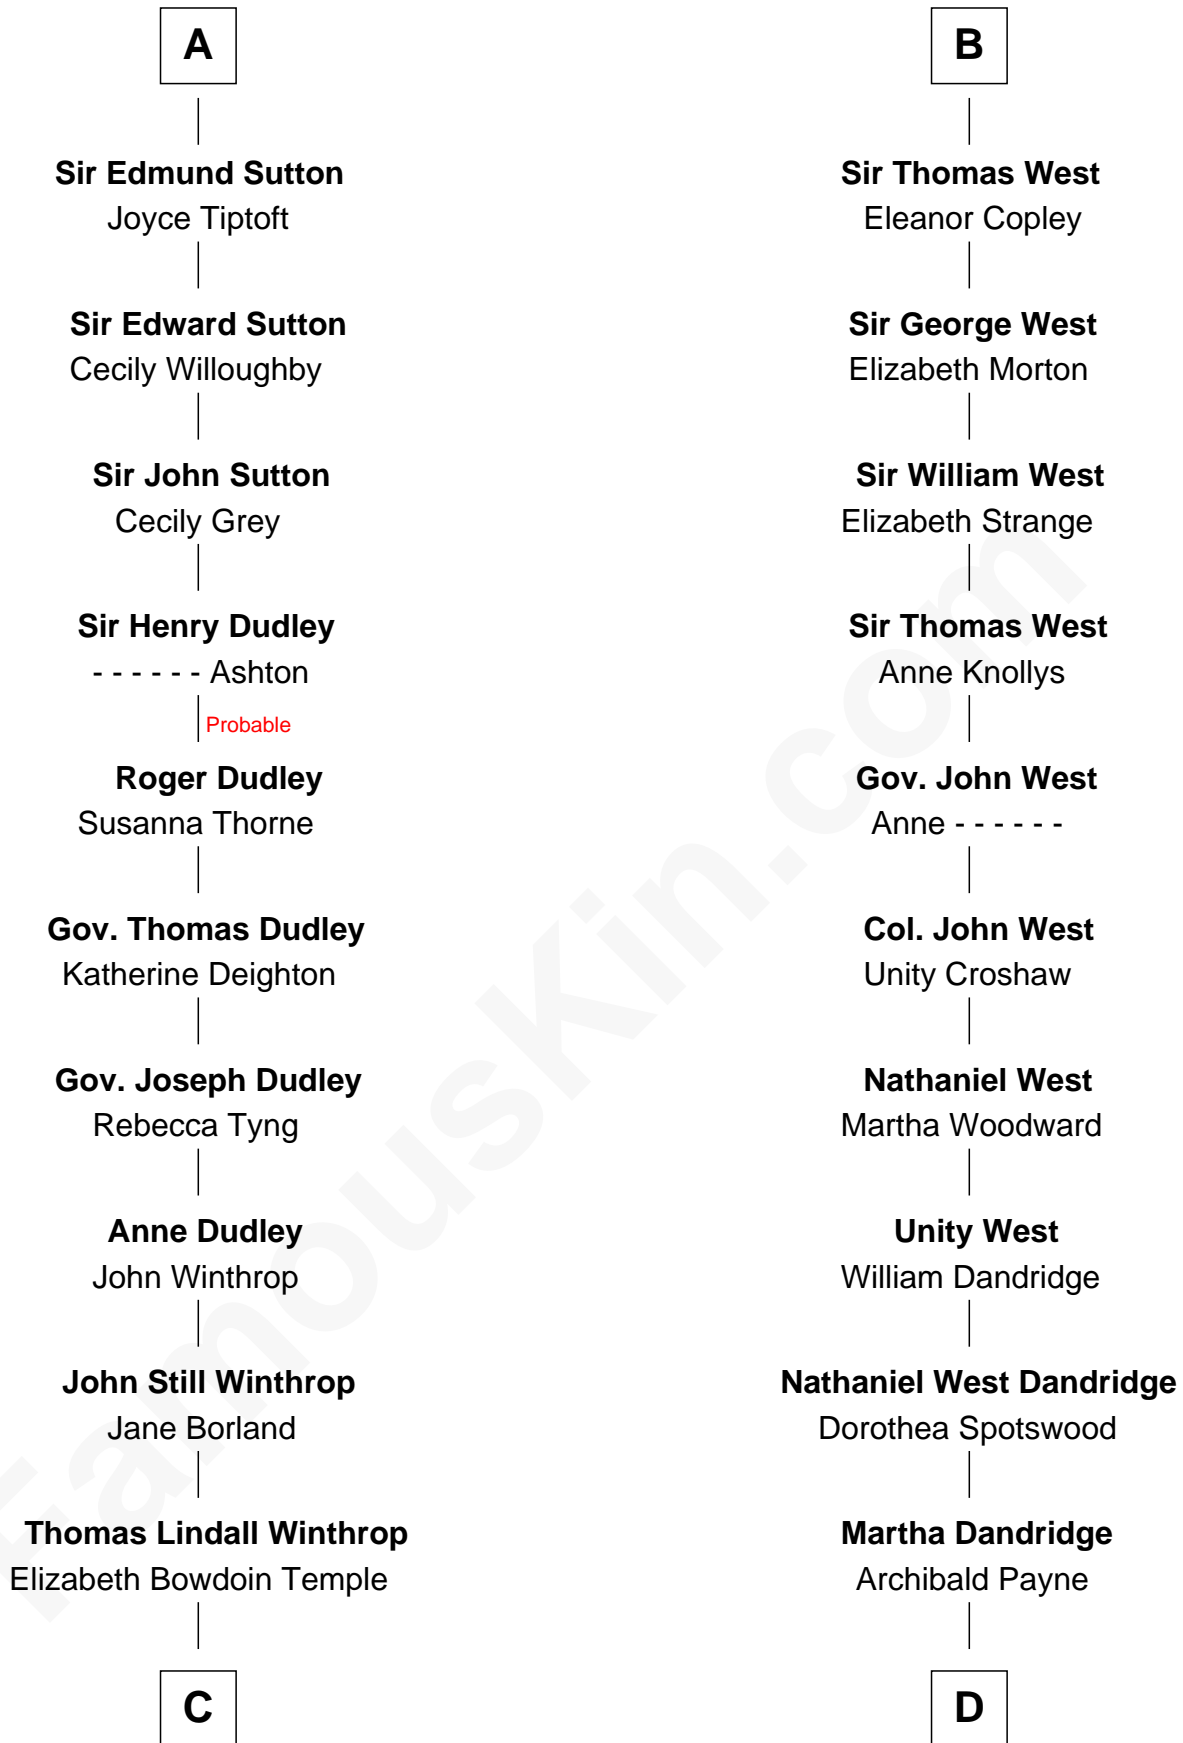 A
Sir Edmund Sutton
Joyce Tiptoft
Sir Edward Sutton
Cecily Willoughby
Sir John Sutton
Cecily Grey
Sir Henry Dudley
- - - - - - Ashton
Probable
Roger Dudley
Susanna Thorne
Gov. Thomas Dudley
Katherine Deighton
Gov. Joseph Dudley
Rebecca Tyng
Anne Dudley
John Winthrop
John Still Winthrop
Jane Borland
Thomas Lindall Winthrop
Elizabeth Bowdoin Temple
C
B
Sir Thomas West
Eleanor Copley
Sir George West
Elizabeth Morton
Sir William West
Elizabeth Strange
Sir Thomas West
Anne Knollys
Gov. John West
Anne - - - - - -
Col. John West
Unity Croshaw
Nathaniel West
Martha Woodward
Unity West
William Dandridge
Nathaniel West Dandridge
Dorothea Spotswood
Martha Dandridge
Archibald Payne
D
FamousKin.com